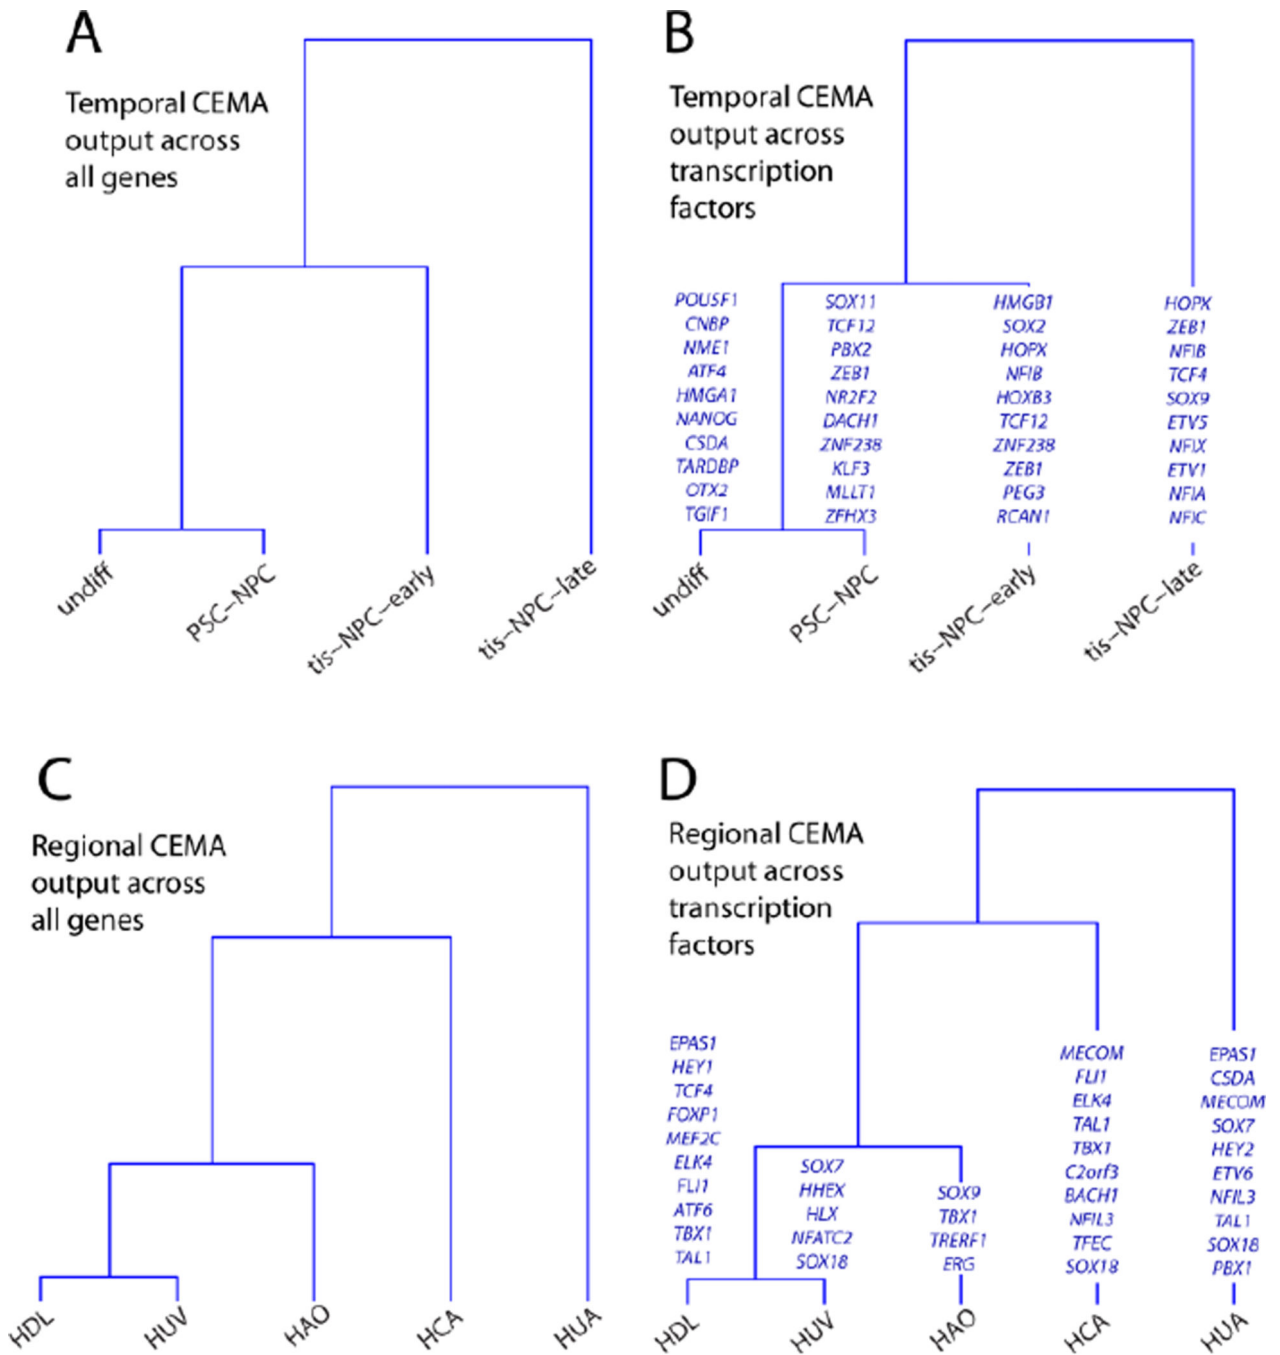 A
Temporal CEMA
output across
all genes
undiff
PSC-NPC
tis-NPC-early
tis-NPC-late
B
Temporal CEMA
output across
transcription
factors
POUSF1
CNBP
NME1
ATF4
HMGA1
NANOG
CSDA
TARDBP
OTX2
TGIF1
SOX11
TCF12
PBX2
ZEB1
NR2F2
DACH1
ZNF238
KLF3
MLLT1
ZFHX3
HMGB1
SOX2
HOPX
NFIB
HOXB3
TCF12
ZNF238
ZEB1
PEG3
RCAN1
HOPX
ZEB1
NFIB
TCF4
SOX9
ETV5
NFIX
ETV1
NFIA
NFIC
undiff
PSC-NPC
tis-NPC-early
tis-NPC-late
C
Regional CEMA
output across
all genes
HDL
HUV
HAO
HCA
HUA
D
Regional CEMA
output across
transcription
factors
EPAS1
HEY1
TCF4
FOXP1
MEF2C
ELK4
FLI1
ATF6
TBX1
TAL1
SOX7
HHEX
HLX
NFATC2
SOX18
SOX9
TBX1
TRERF1
ERG
MECOM
FLI1
ELK4
TAL1
TBX1
C2orf3
BACH1
NFIL3
TFEC
SOX18
EPAS1
CSDA
MECOM
SOX7
HEY2
ETV6
NFIL3
TAL1
SOX18
PBX1
HDL
HUV
HAO
HCA
HUA